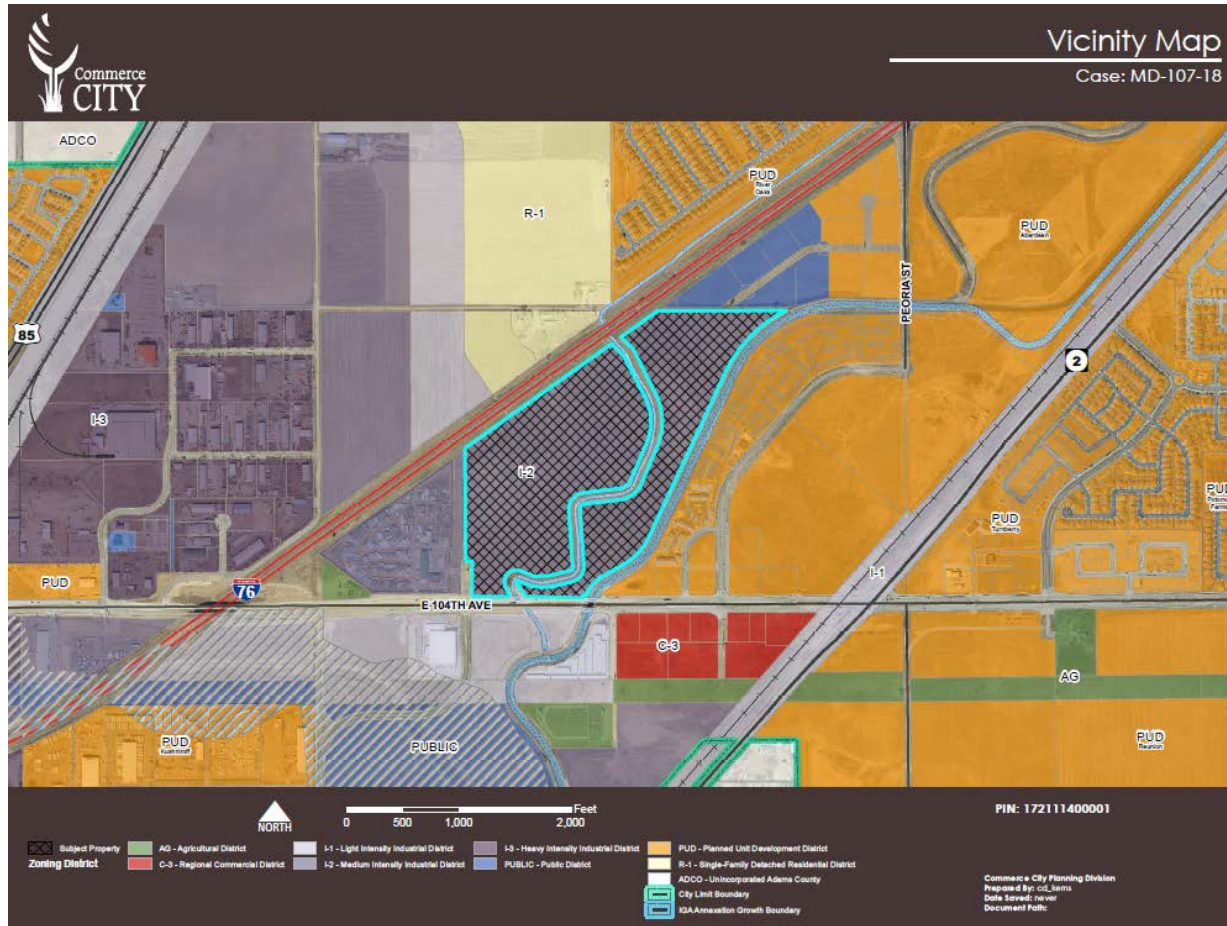 Commerce
CITY
Vicinity Map
Case: MD-107-18
ADCO
R-1
PUD
River
Oaks
PUD
Aberdeen
PEORIA ST
85
2
I-3
I-2
PUD
PUD
Turnberry
I-1
PUD
76
E 104TH AVE
C-3
AG
PUD
PUBLIC
PUD
Reunion
NORTH
Feet
0 500 1,000 2,000
PIN: 172111400001
Subject Property
Zoning District
AG - Agricultural District
C-3 - Regional Commercial District
I-1 - Light Intensity Industrial District
I-2 - Medium Intensity Industrial District
I-3 - Heavy Intensity Industrial District
PUBLIC - Public District
PUD - Planned Unit Development District
R-1 - Single-Family Detached Residential District
ADCO - Unincorporated Adams County
City Limit Boundary
IGA Annexation Growth Boundary
Commerce City Planning Division
Prepared By: cd_kerns
Date Saved: never
Document Path: